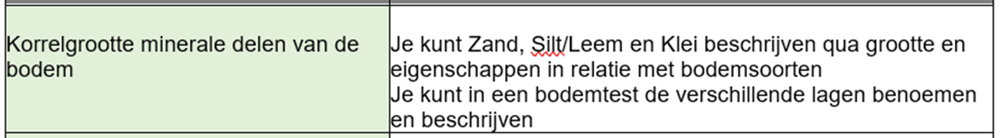 Korrelgrootte minerale delen van de
bodem
Je kunt Zand, Silt/Leem en Klei beschrijven qua grootte en
eigenschappen in relatie met bodemsoorten
Je kunt in een bodemtest de verschillende lagen benoemen
en beschrijven